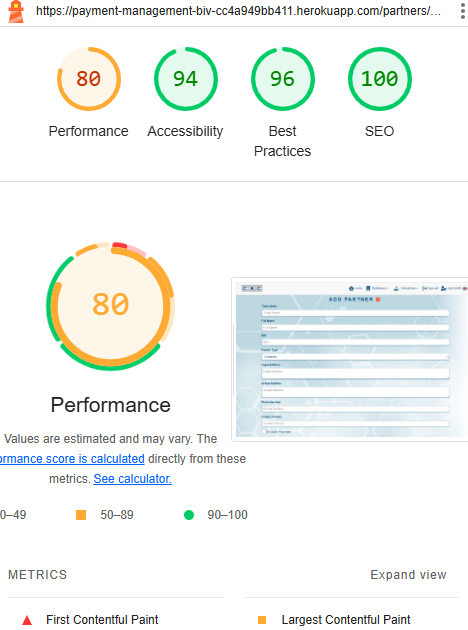 https://payment-management-biv-cc4a949bb411.herokuapp.com/partners/...
80
94
96
100
Performance
Accessibility
Best
Practices
SEO
80
ADD PARTNER
Performance
Values are estimated and may vary. The
ormance score is calculated directly from these
metrics. See calculator.
0–49
50–89
90–100
METRICS
Expand view
First Contentful Paint
Largest Contentful Paint